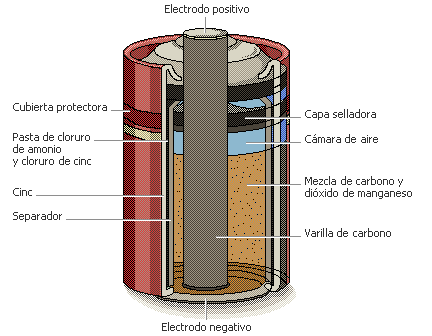 Electrodo positivo
Cubierta protectora
Pasta de cloruro
de amonio
y cloruro de cinc
Cinc
Separador
Capa selladora
Cámara de aire
Mezcla de carbono y
dióxido de manganeso
Varilla de carbono
Electrodo negativo